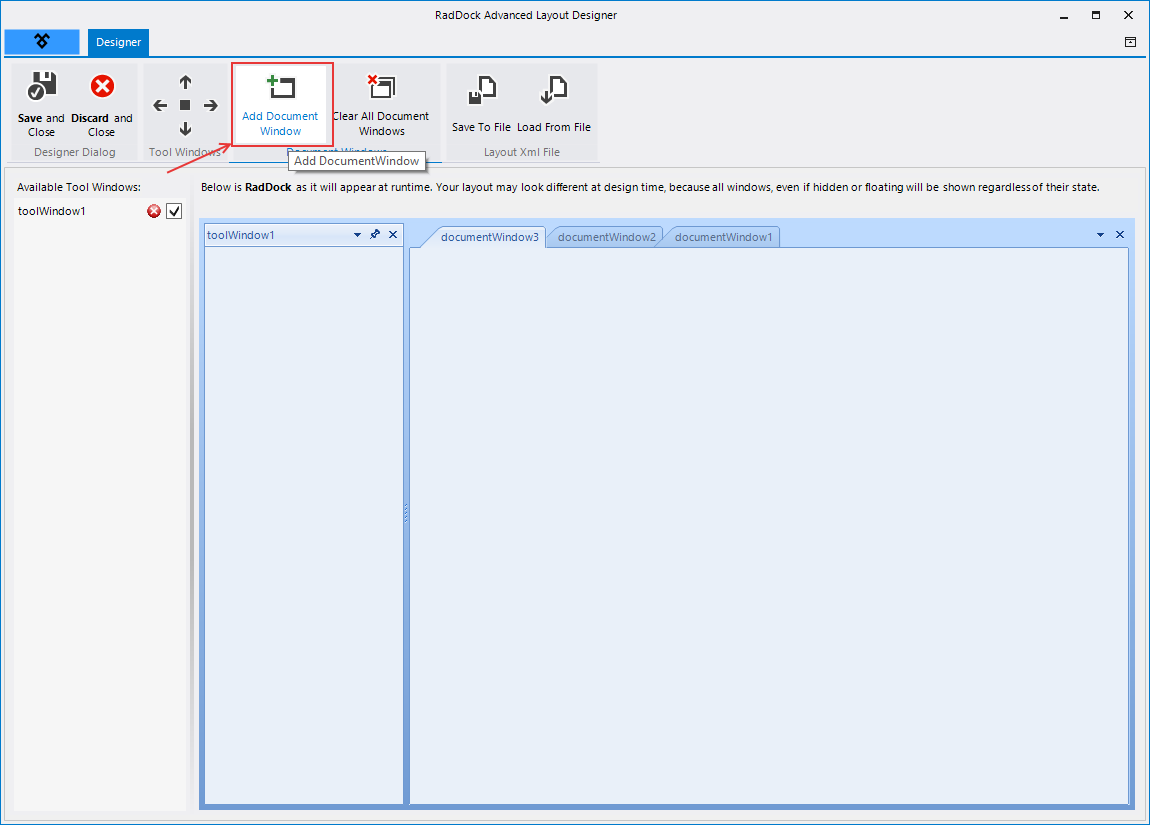 RadDock Advanced Layout Designer
Designer
Save and Close
Discard and Close
Designer Dialog
Tool Windows
Add Document Window
Clear All Document Windows
Document Windows
Save To File
Load From File
Layout Xml File
Add DocumentWindow
Available Tool Windows:
toolWindow1
Below is RadDock as it will appear at runtime. Your layout may look different at design time, because all windows, even if hidden or floating will be shown regardless of their state.
toolWindow1
documentWindow3
documentWindow2
documentWindow1